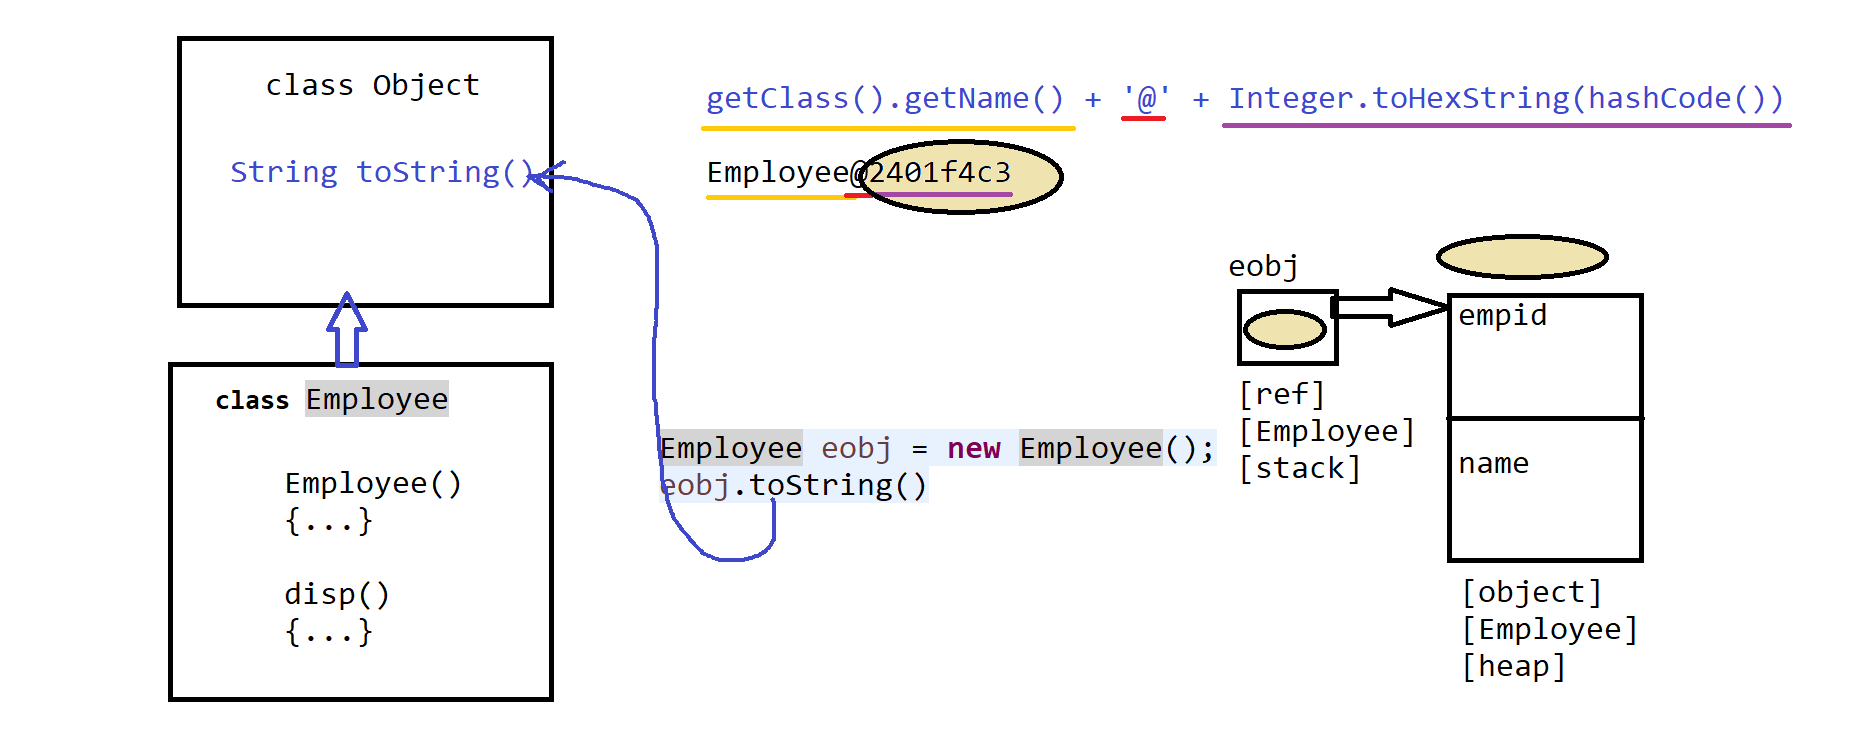 class Object
String toString()
class Employee
Employee()
{...}
disp()
{...}
getClass().getName() + '@' + Integer.toHexString(hashCode())
Employee@2401f4c3
Employee eobj = new Employee();
eobj.toString()
eobj
[ref]
[Employee]
[stack]
empid
name
[object]
[Employee]
[heap]